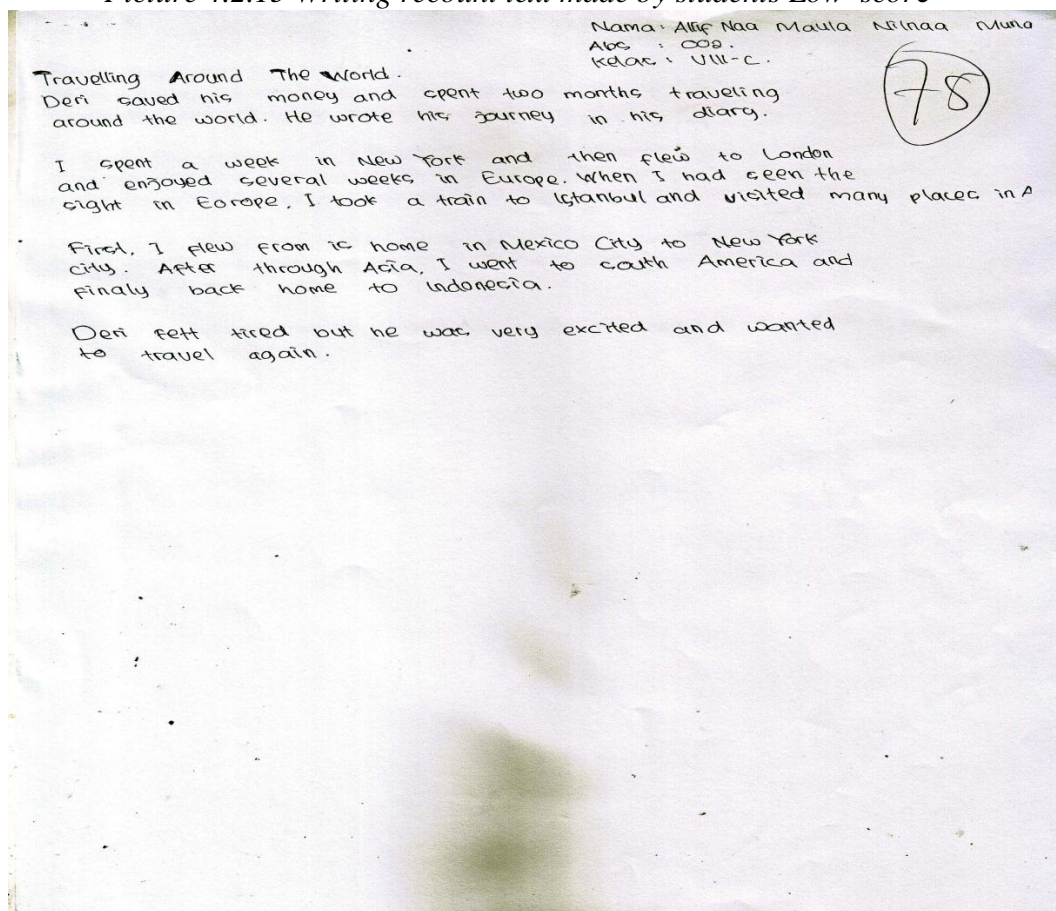 Picture 4.2.13 Writing recount text made by students Low score
Nama : Allif Naa Maula Nilnaa Muna
Abs : 002.
Kelas : VIII-C.
78
Travelling Around The World.
Deri saved his money and spent two months traveling
around the world. He wrote his journey in his diary.
I spent a week in New York and then flew to London
and enjoyed several weeks in Europe. When I had seen the
sight in Eorope, I took a train to Istanbul and visited many places in A
First, I flew from is home in Mexico City to New York
city. After through Asia, I went to south America and
finaly back home to Indonesia.
Deri felt tired but he was very excited and wanted
to travel again.